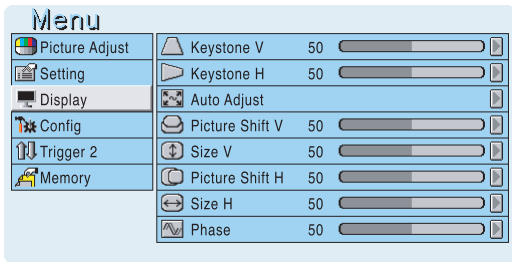 Menu
Picture Adjust
Setting
Display
Config
Trigger 2
Memory
Keystone V 50
Keystone H 50
Auto Adjust
Picture Shift V 50
Size V 50
Picture Shift H 50
Size H 50
Phase 50